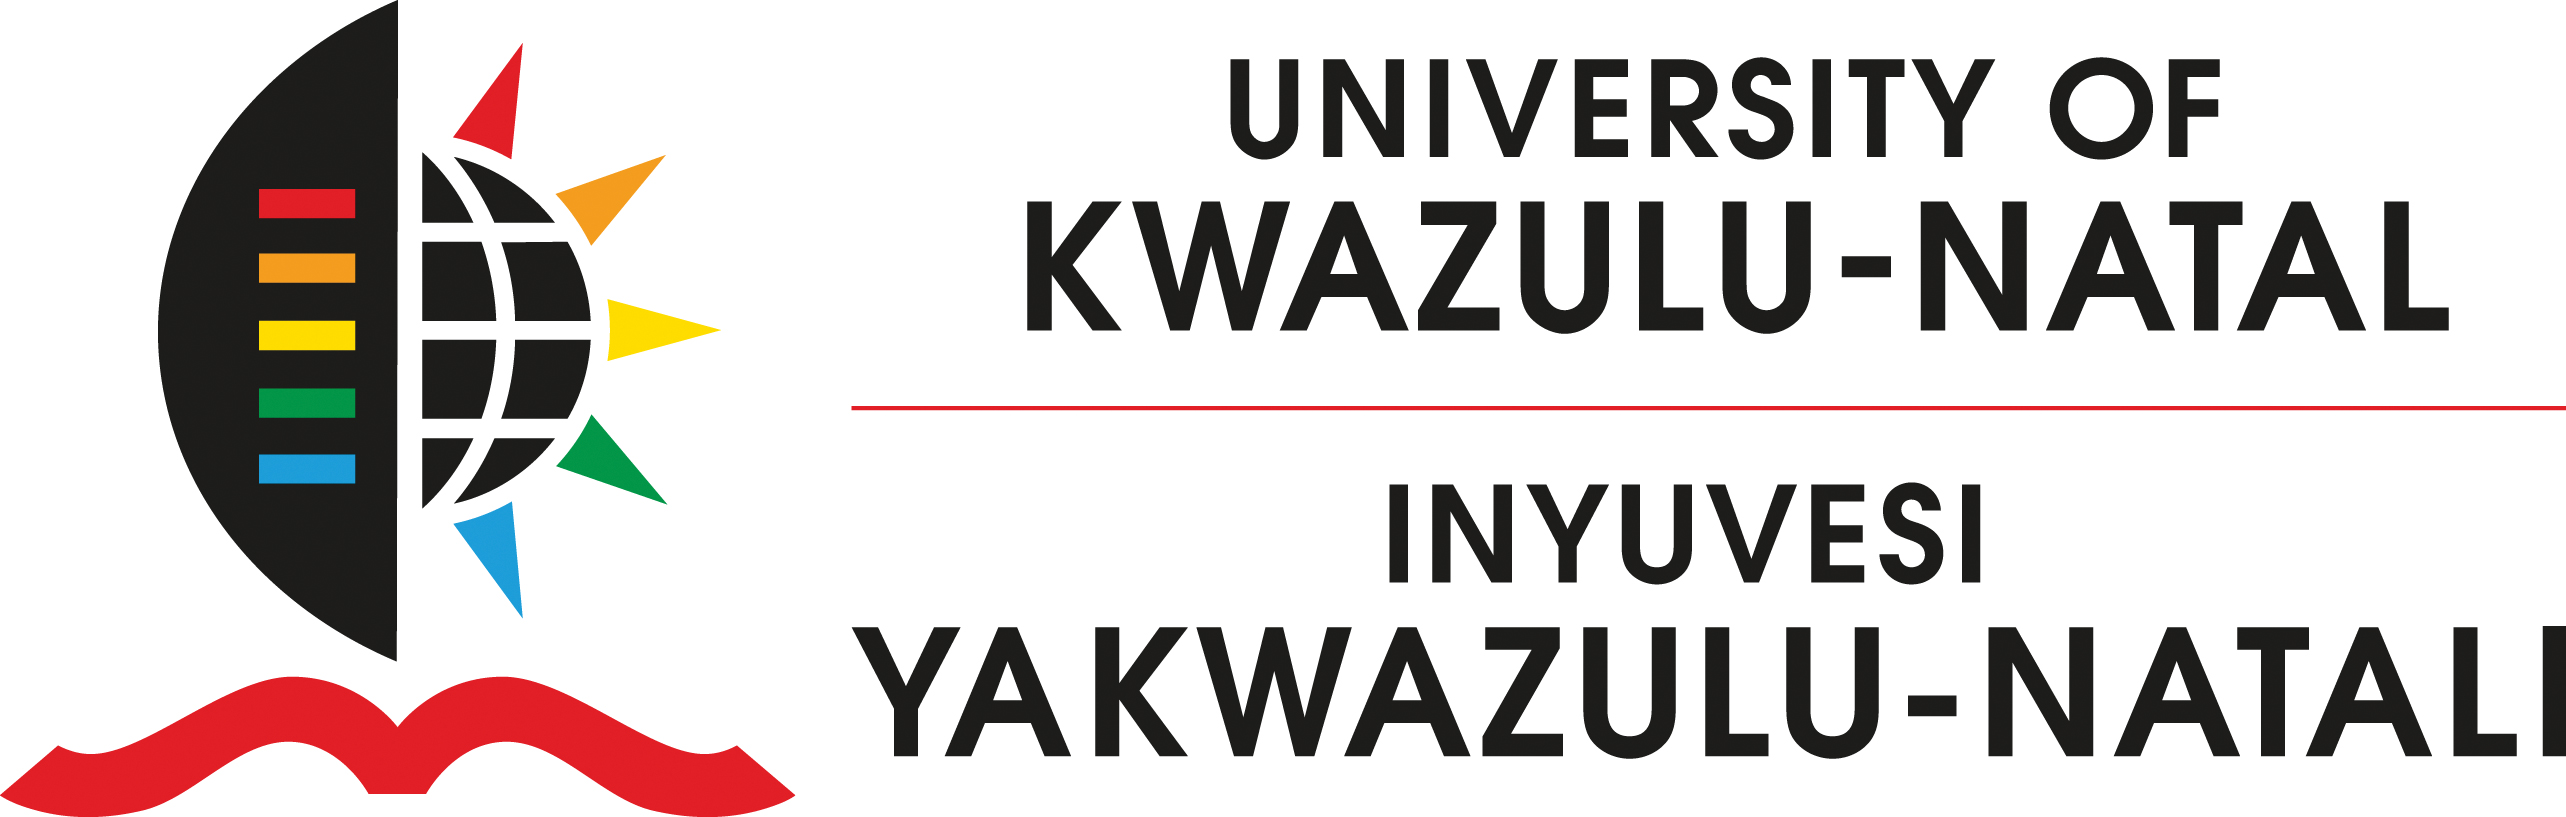 UNIVERSITY OF
KWAZULU-NATAL
INYUVESI
YAKWAZULU-NATALI